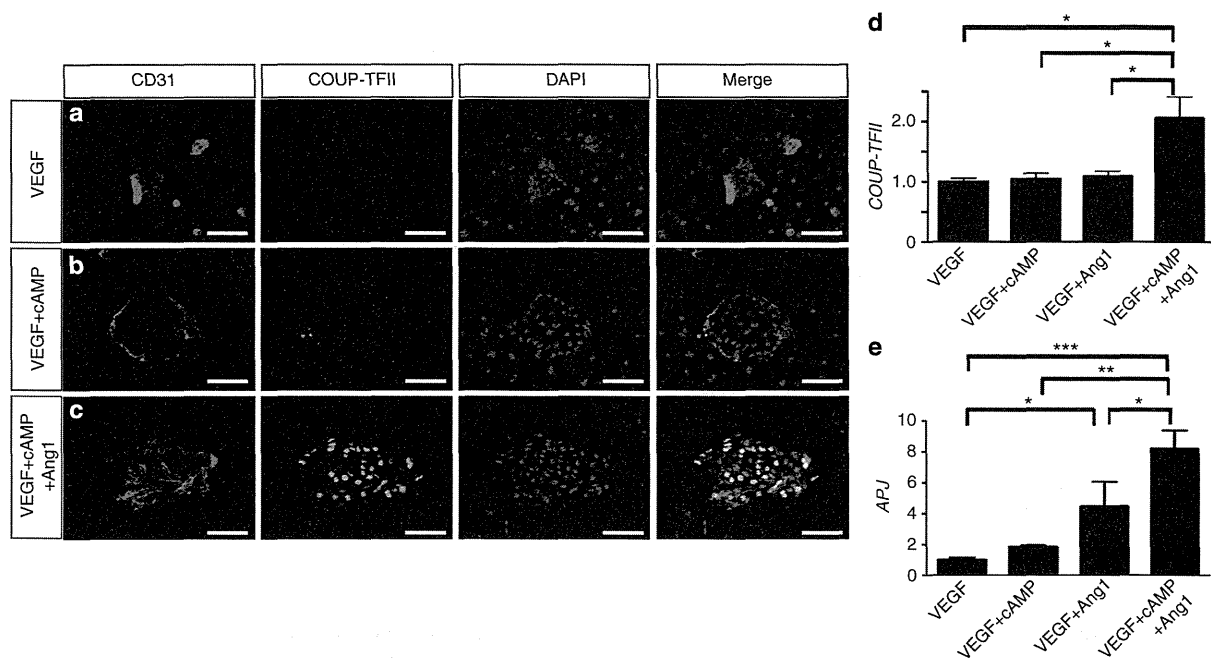 CD31 COUP-TFII DAPI Merge
a
VEGF
b
VEGF+cAMP
c
VEGF+cAMP
+Ang1
d
*
*
*
COUP-TFII
2.0
1.0
0
VEGF
VEGF+cAMP
VEGF+Ang1
VEGF+cAMP
+Ang1
e
***
**
* *
APJ
10
8
6
4
2
0
VEGF
VEGF+cAMP
VEGF+Ang1
VEGF+cAMP
+Ang1